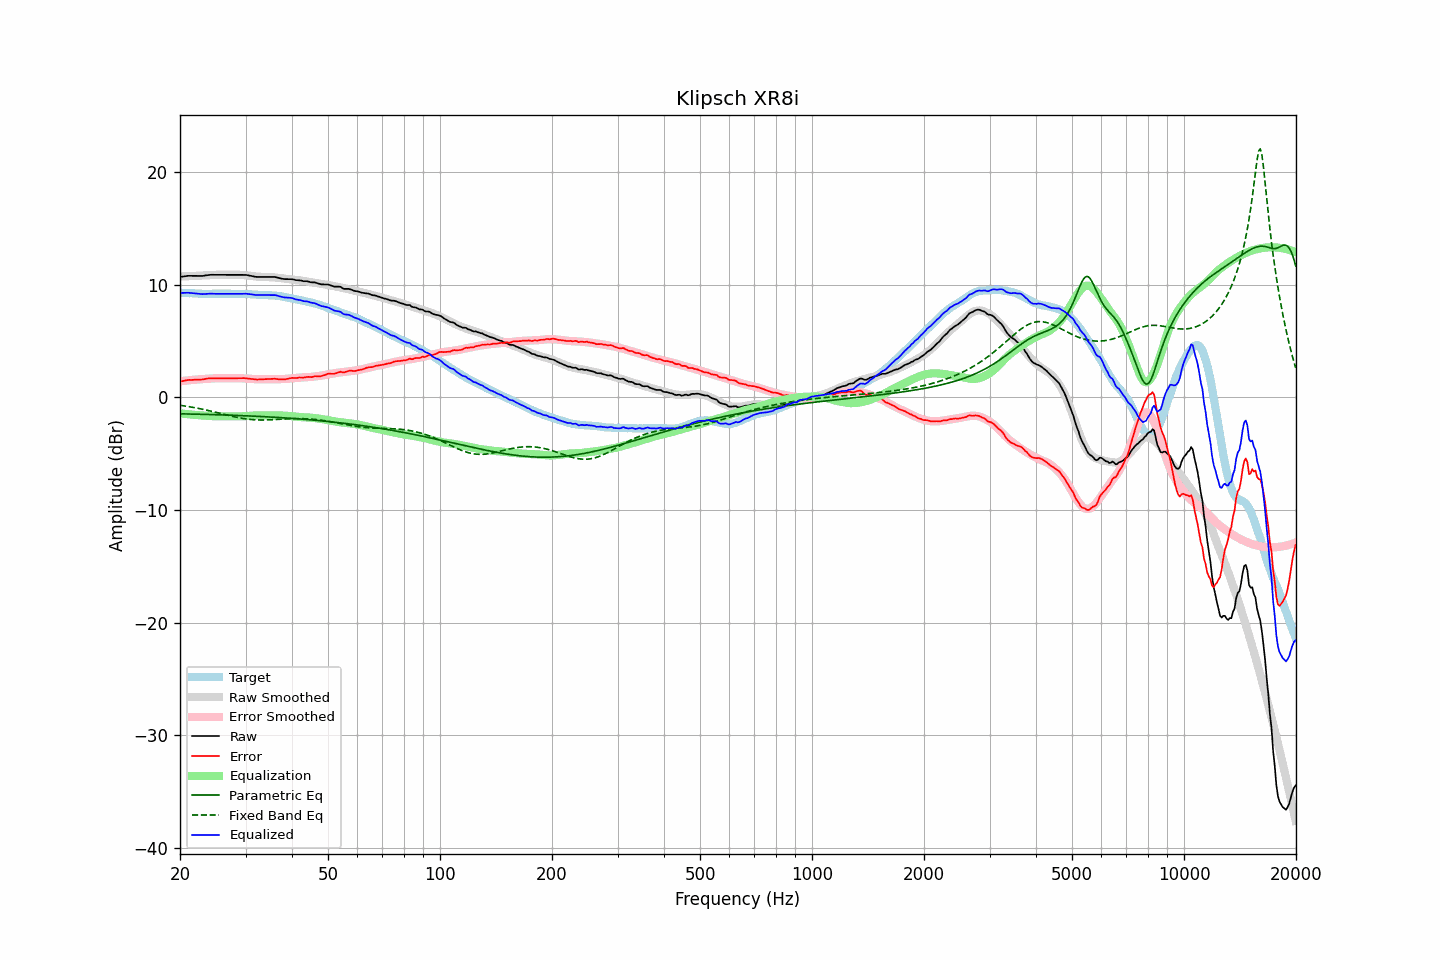 Klipsch XR8i
Amplitude (dBr)
20
10
0
−10
−20
−30
−40
Target
Raw Smoothed
Error Smoothed
Raw
Error
Equalization
Parametric Eq
Fixed Band Eq
Equalized
20 50 100 200 500 1000 2000 5000 10000 20000
Frequency (Hz)